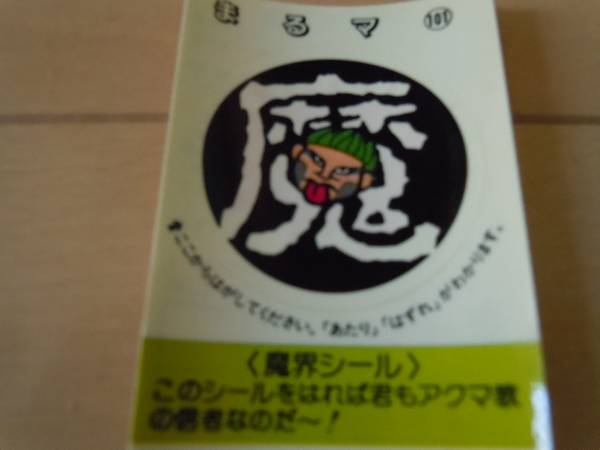 まるマ 101
魔
ここからはがしてください。「あたり」「はずれ」がわかります。
〈魔界シール〉
このシールをはれば君もアクマ歌
の信者なのだ〜!